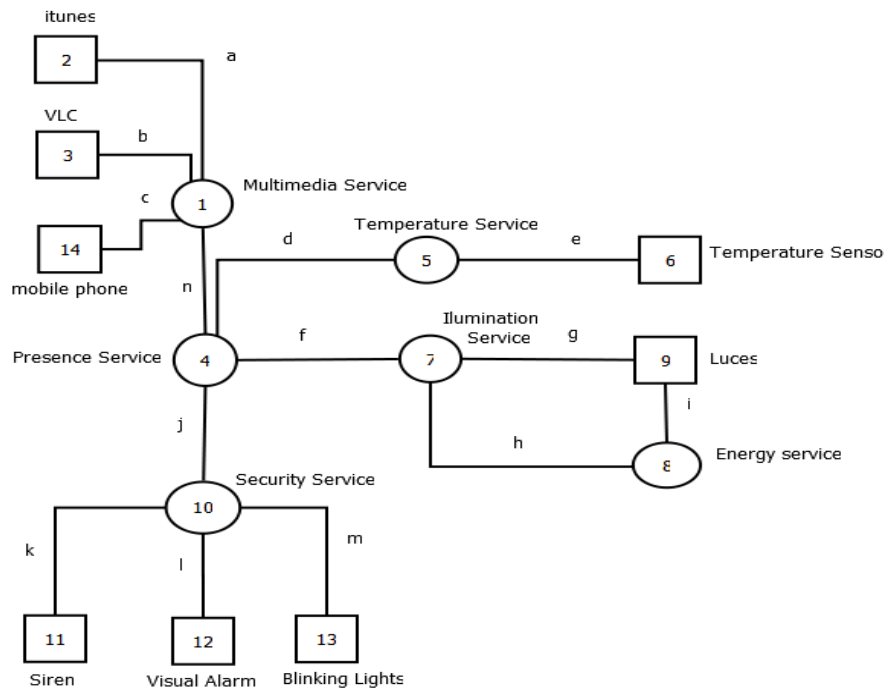 itunes
2
a
VLC
b
3
c
1
Multimedia Service
14
mobile phone
n
Temperature Service
d
5
e
6
Temperature Senso
Ilumination
Service
Presence Service
4
f
7
g
9
Luces
i
j
h
8
Energy service
Security Service
10
k
l
m
11
12
13
Siren
Visual Alarm
Blinking Lights